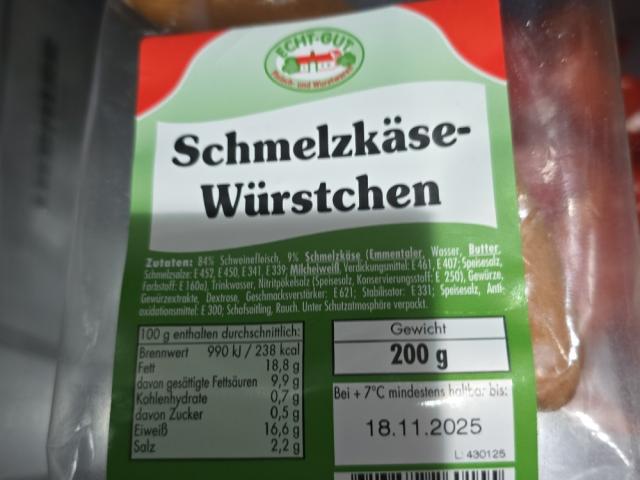 ECHT-GUT
Fleisch- und Wurstwaren
Schmelzkäse-
Würstchen
Zutaten: 84% Schweinefleisch, 9% Schmelzkäse (Emmentaler, Wasser, Butter,
Schmelzsalze: E 452, E 450, E 341, E 339; Milcheiweiß, Verdickungsmittel: E 461, E 407; Speisesalz,
Farbstoff: E 160a), Trinkwasser, Nitritpökelsalz (Speisesalz, Konservierungsstoff: E 250), Gewürze,
Gewürzextrakte, Dextrose, Geschmacksverstärker: E 621; Stabilisator: E 331; Speisesalz, Anti-
oxidationsmittel: E 300; Schafsaitling, Rauch. Unter Schutzatmosphäre verpackt.
100 g enthalten durchschnittlich:
Brennwert 990 kJ / 238 kcal
Fett 18,8 g
davon gesättigte Fettsäuren 9,9 g
Kohlenhydrate 0,7 g
davon Zucker 0,5 g
Eiweiß 16,6 g
Salz 2,2 g
Gewicht
200 g
Bei + 7°C mindestens haltbar bis:
18.11.2025
L: 430125